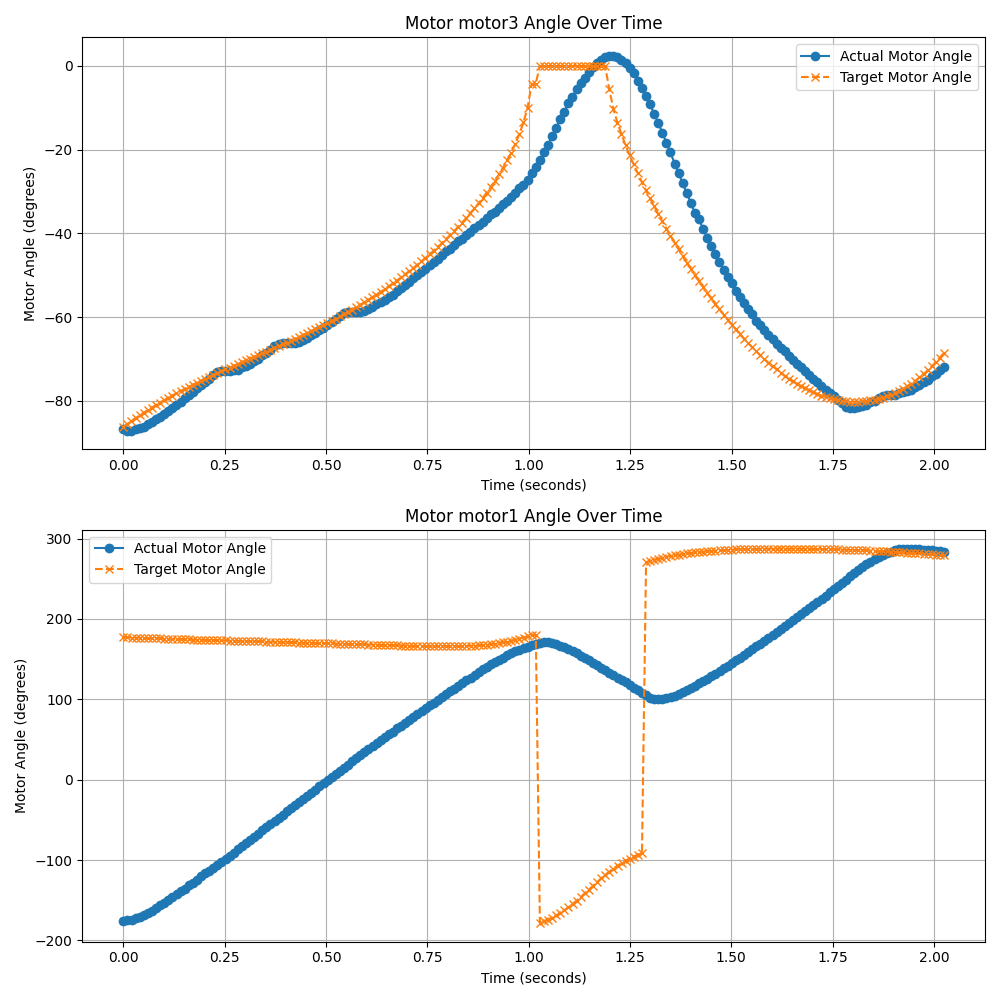 Motor motor3 Angle Over Time
Motor Angle (degrees)
0
−20
−40
−60
−80
Actual Motor Angle
Target Motor Angle
0.00 0.25 0.50 0.75 1.00 1.25 1.50 1.75 2.00
Time (seconds)
Motor motor1 Angle Over Time
Motor Angle (degrees)
300
200
100
0
−100
−200
Actual Motor Angle
Target Motor Angle
0.00 0.25 0.50 0.75 1.00 1.25 1.50 1.75 2.00
Time (seconds)